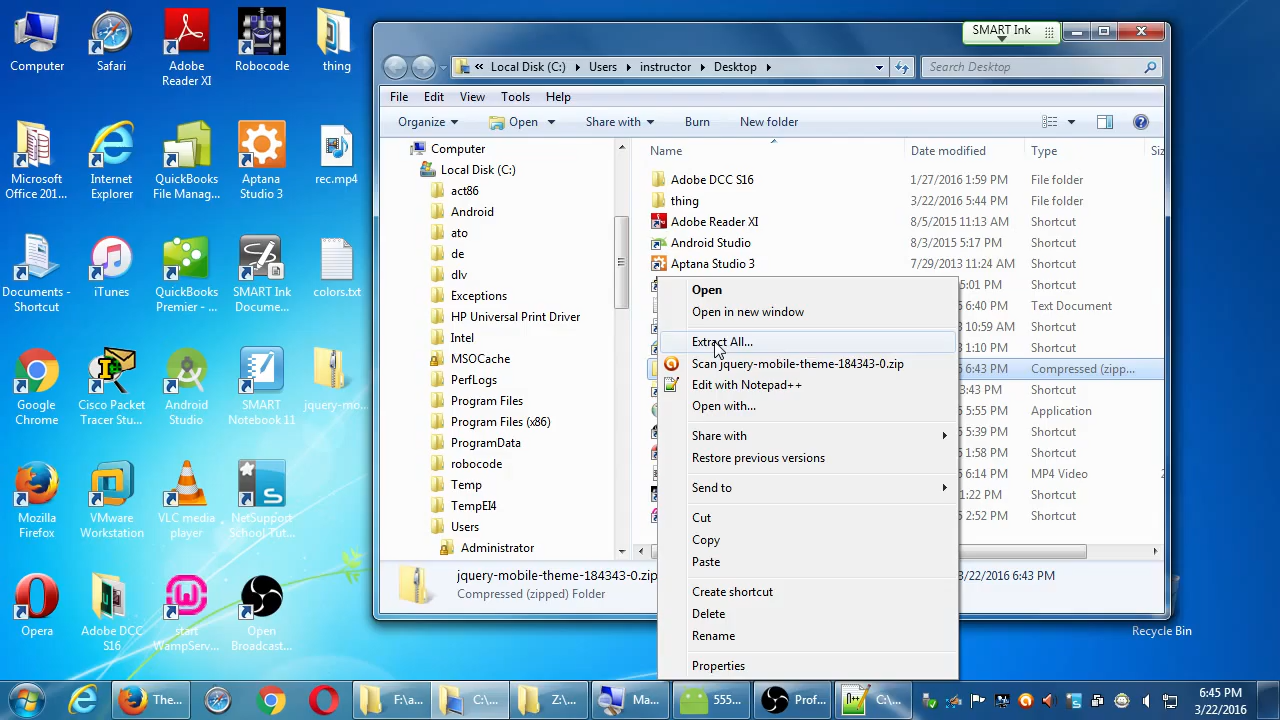 Computer
Safari
Adobe
Reader XI
Robocode
thing
Microsoft
Office 201...
Internet
Explorer
QuickBooks
File Manag...
Aptana
Studio 3
rec.mp4
Documents -
Shortcut
iTunes
QuickBooks
Premier - ...
SMART Ink
Docume...
colors.txt
Google
Chrome
Cisco Packet
Tracer Stu...
Android
Studio
SMART
Notebook 11
jquery-mo...
Mozilla
Firefox
VMware
Workstation
VLC media
player
NetSupport
School Tut...
Opera
Adobe DCC
S16
start
WampServ...
Open
Broadcast...
Recycle Bin
SMART Ink
Local Disk (C:)
Users
instructor
Desktop
Search Desktop
File
Edit
View
Tools
Help
Organize
Open
Share with
Burn
New folder
Computer
Local Disk (C:)
act86
Android
ato
de
dlv
Exceptions
HP Universal Print Driver
Intel
MSOCache
PerfLogs
Program Files
Program Files (x86)
ProgramData
robocode
Temp
TempEI4
Users
Administrator
Name Date modified Type
Adobe DCC S16 1/27/2016 1:59 PM File folder
thing 3/22/2016 5:44 PM File folder
Adobe Reader XI 8/5/2015 11:13 AM Shortcut
Android Studio 8/3/2015 5:17 PM Shortcut
Aptana Studio 3 7/29/2013 11:24 AM Shortcut
5:01 PM Shortcut
6:40 PM Text Document
10:59 AM Shortcut
1:20 PM Shortcut
6:43 PM Compressed (zipp...
3:43 PM Shortcut
5:55 PM Application
Shortcut
1:58 PM Shortcut
6:14 PM MP4 Video
1:22 PM Shortcut
2:52 PM Shortcut
Open
Open in new window
Extract All...
Scan jquery-mobile-theme-184343-0.zip
Edit with Notepad++
Open with...
Share with
Restore previous versions
Send to
Cut
Copy
Paste
Create shortcut
Delete
Rename
Properties
jquery-mobile-theme-184343-0.zip
3/22/2016 6:43 PM
Compressed (zipped) Folder
The...
F:\a...
C:\...
Z:\...
Ma...
555...
Prof...
C:\...
6:45 PM
3/22/2016